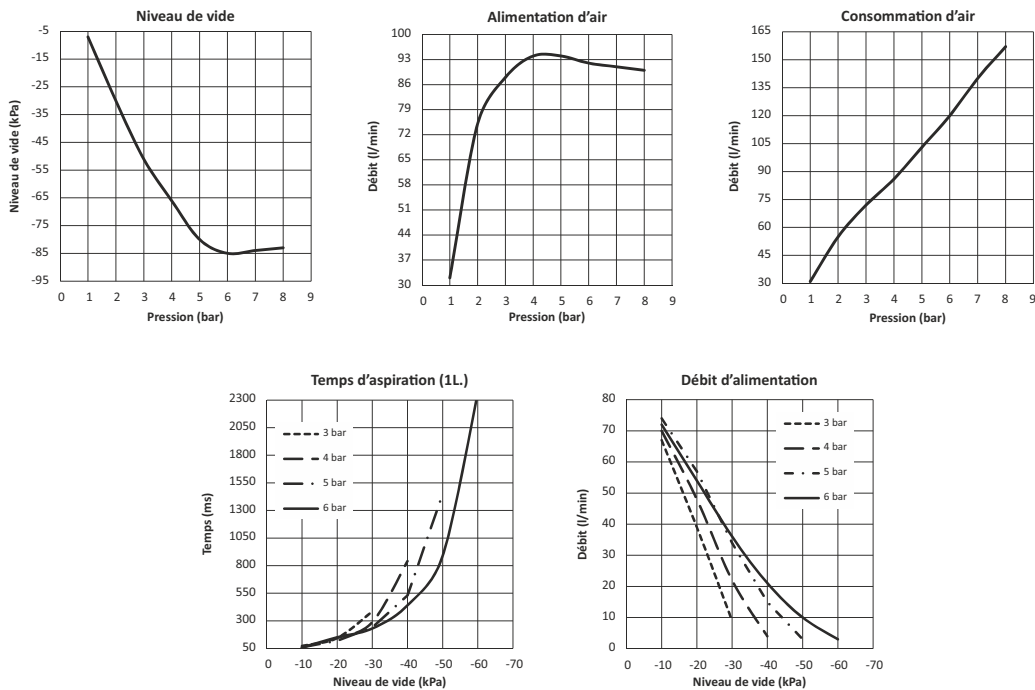 Niveau de vide
-5
-15
-25
-35
-45
-55
-65
-75
-85
-95
0 1 2 3 4 5 6 7 8 9
Niveau de vide (kPa)
Pression (bar)
Alimentation d'air
100
93
86
79
72
65
58
51
44
37
30
0 1 2 3 4 5 6 7 8 9
Débit (l/min)
Pression (bar)
Consommation d'air
165
150
135
120
105
90
75
60
45
30
0 1 2 3 4 5 6 7 8 9
Débit (l/min)
Pression (bar)
Temps d'aspiration (1L.)
2300
2050
1800
1550
1300
1050
800
550
300
50
0 -10 -20 -30 -40 -50 -60 -70
Temps (ms)
Niveau de vide (kPa)
3 bar
4 bar
5 bar
6 bar
Débit d'alimentation
80
70
60
50
40
30
20
10
0
0 -10 -20 -30 -40 -50 -60 -70
Débit (l/min)
Niveau de vide (kPa)
3 bar
4 bar
5 bar
6 bar